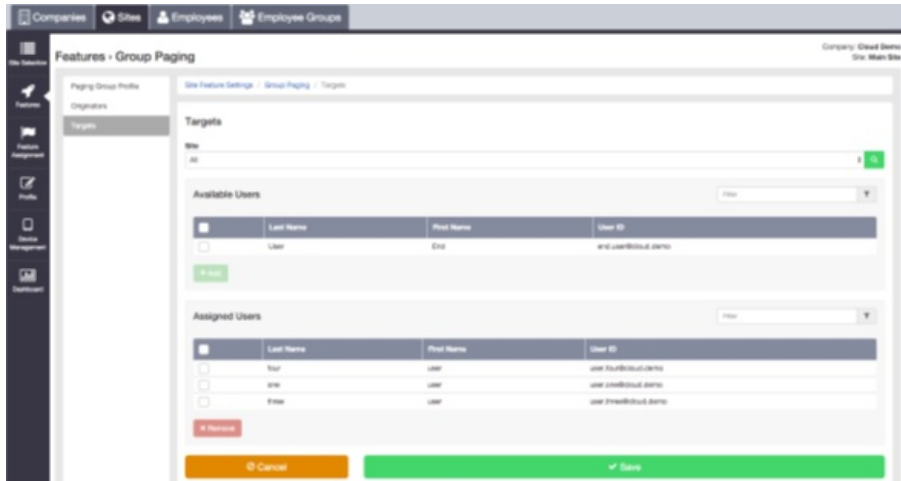 Companies Sites Employees Employee Groups
Company: Cloud Demo
Site: Main Site
Features › Group Paging
Site Selection
Features
Feature Assignment
Profile
Device Management
Dashboard
Paging Group Profile
Originators
Targets
Site Feature Settings / Group Paging / Targets
Targets
Site
All
Available Users Filter
Last Name First Name User ID
User End end.user@cloud.demo
+ Add
Assigned Users Filter
Last Name First Name User ID
four user user.four@cloud.demo
one user user.one@cloud.demo
three user user.three@cloud.demo
× Remove
Cancel
Save